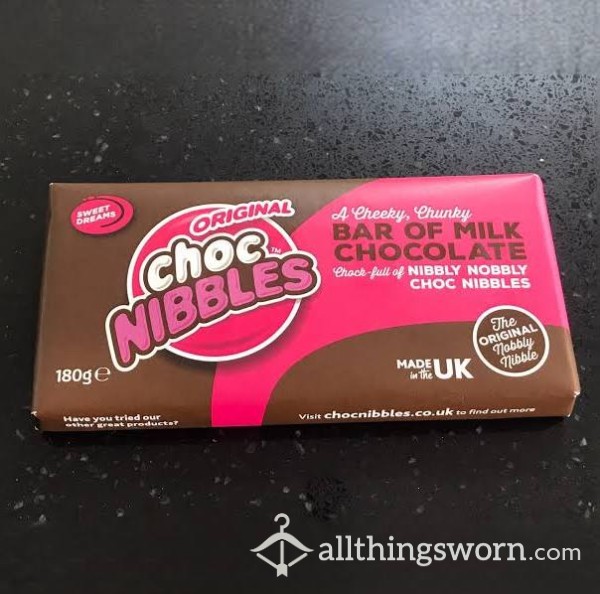 SWEET
DREAMS
ORIGINAL
choc™
NIBBLES
A Cheeky, Chunky
BAR OF MILK
CHOCOLATE
Chock-full of NIBBLY NOBBLY
CHOC NIBBLES
The
ORIGINAL
Nobbly
Nibble
180g e
MADE
in the UK
Have you tried our
other great products?
Visit chocnibbles.co.uk to find out more
allthingsworn.com